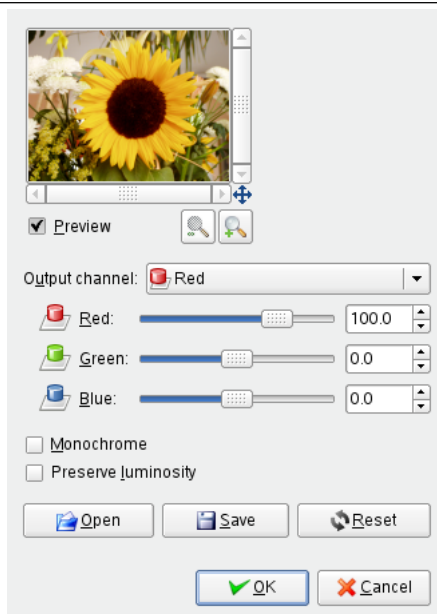 Preview
Output channel: Red
Red: 100.0
Green: 0.0
Blue: 0.0
Monochrome
Preserve luminosity
Open Save Reset
OK Cancel